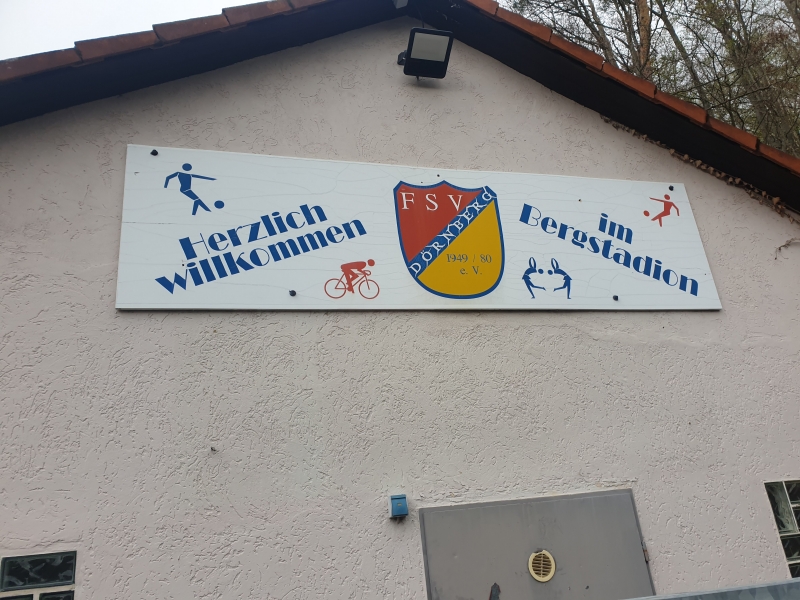 Herzlich
willkommen
FSV
Dörnberg
1949 / 80
e. V.
im
Bergstadion